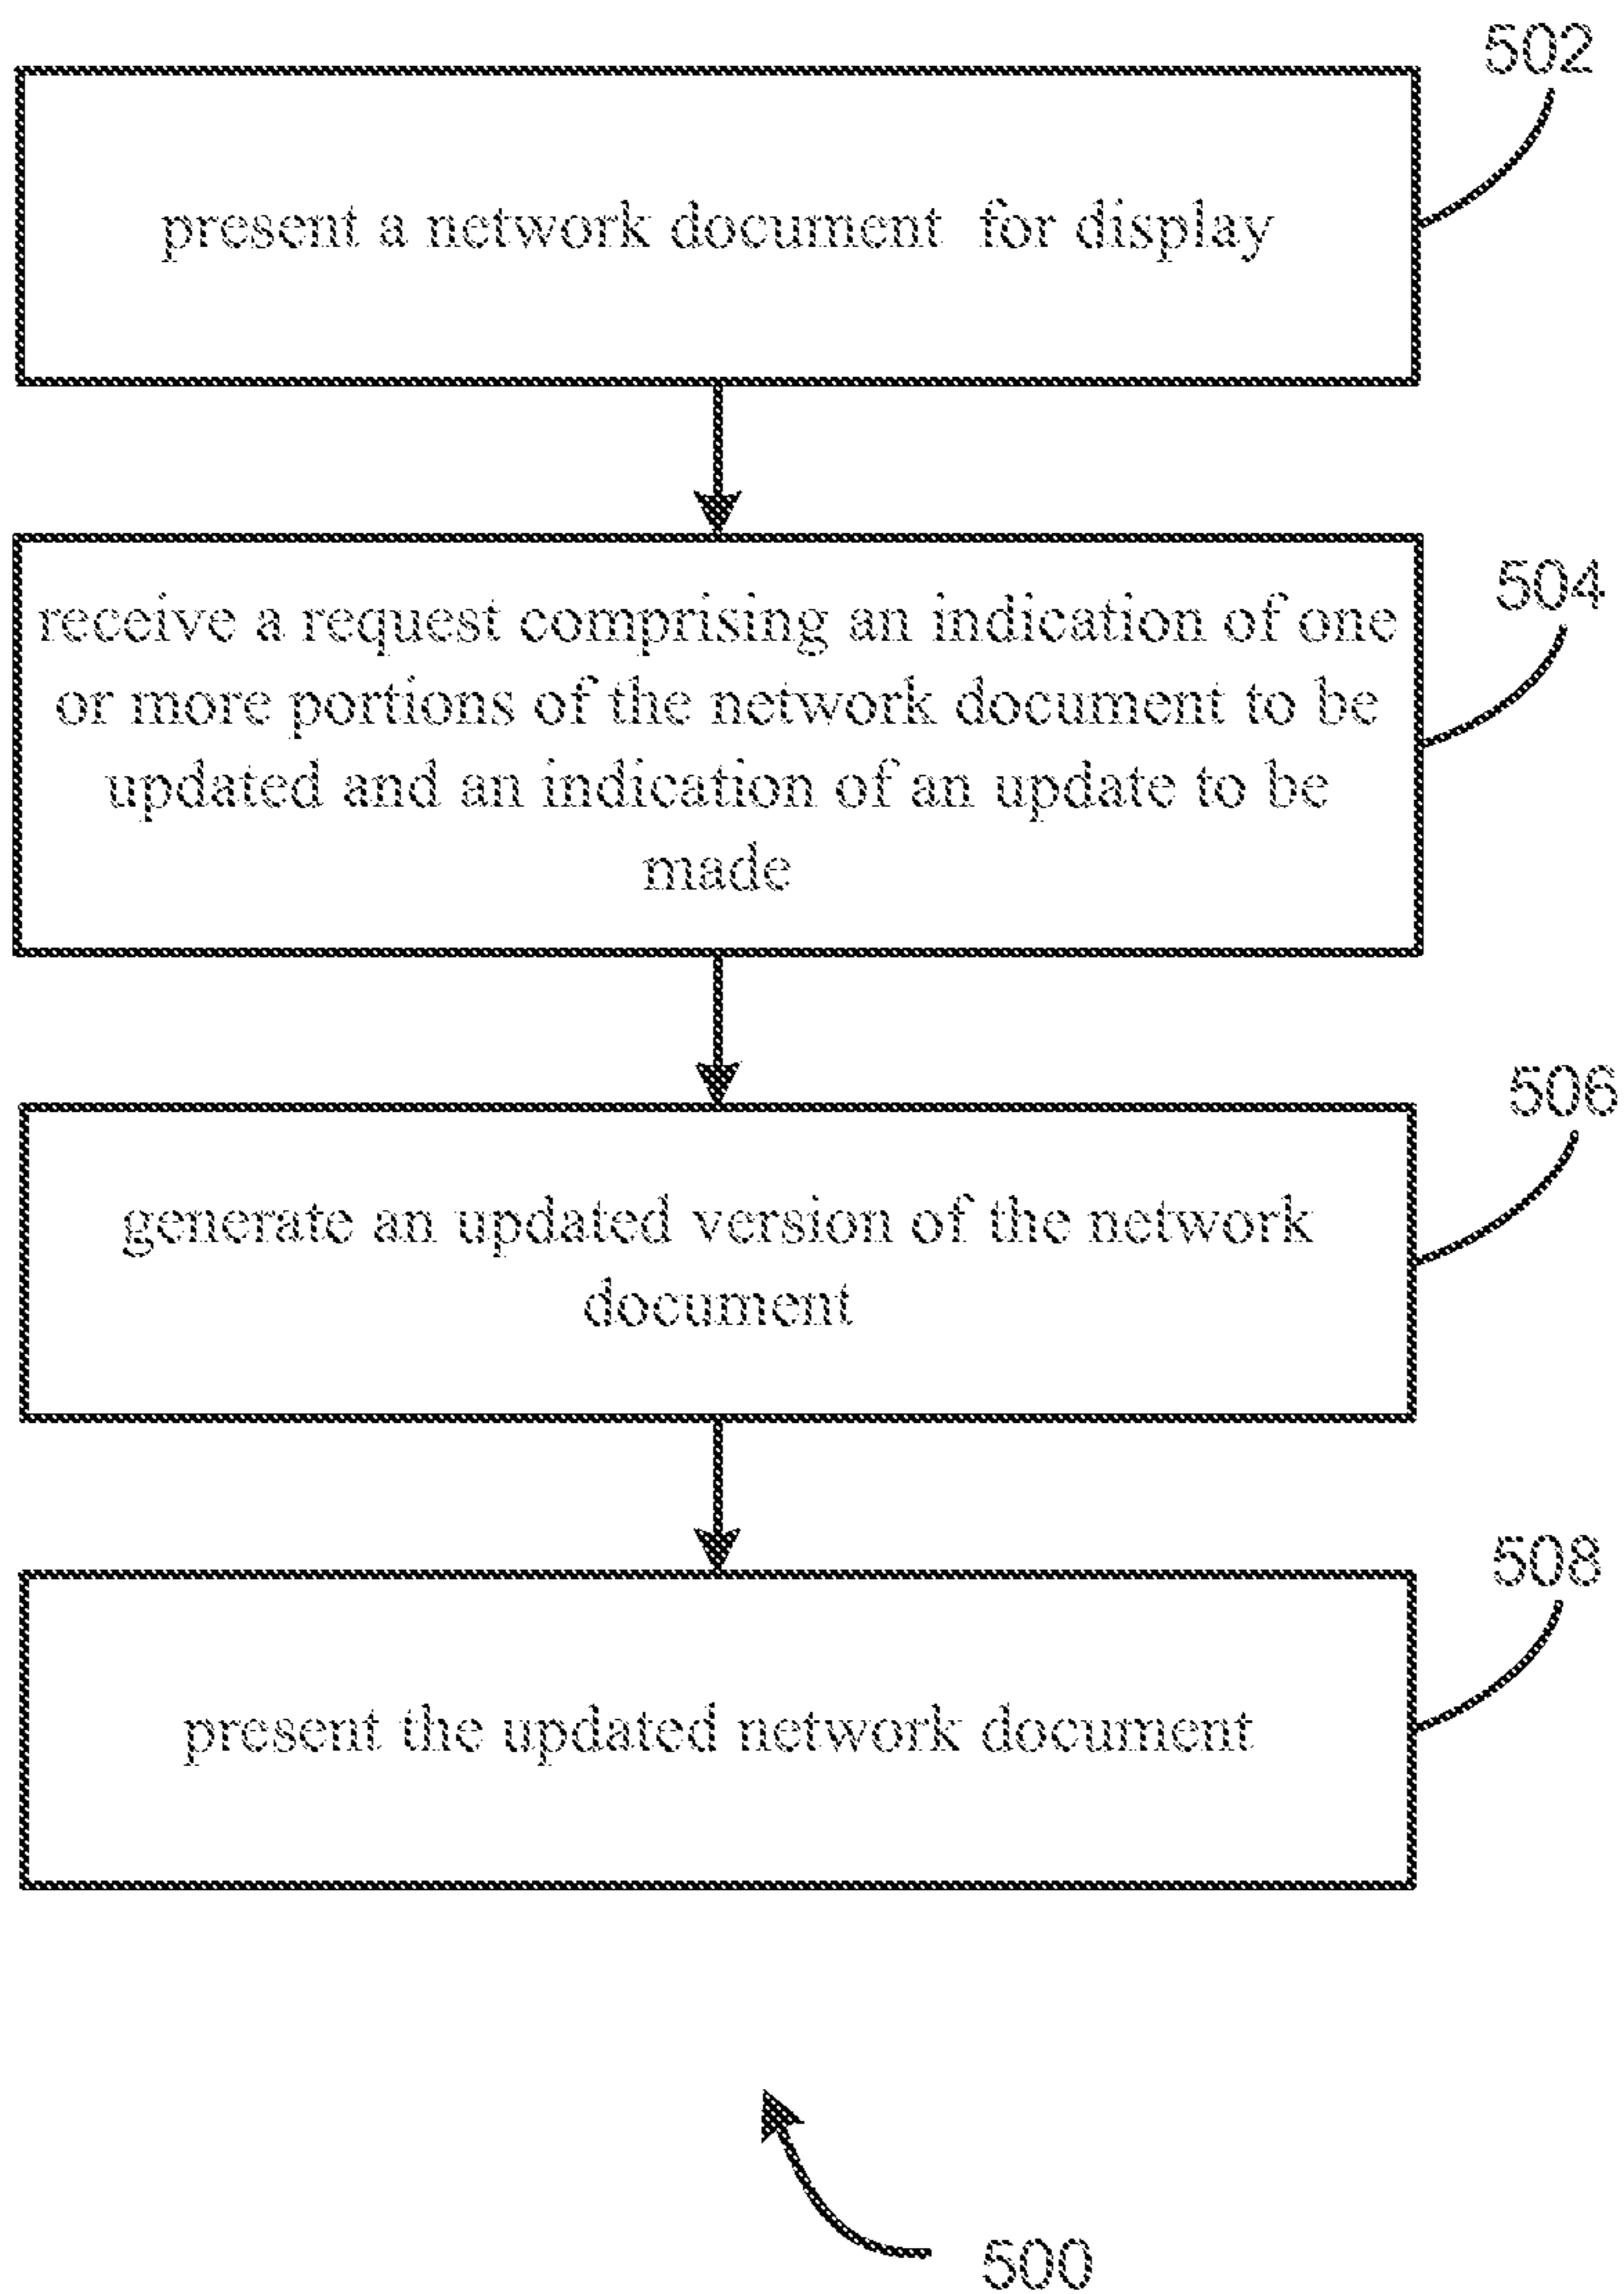 502
present a network document for display
504
receive a request comprising an indication of one
or more portions of the network document to be
updated and an indication of an update to be
made
506
generate an updated version of the network
document
508
present the updated network document
500